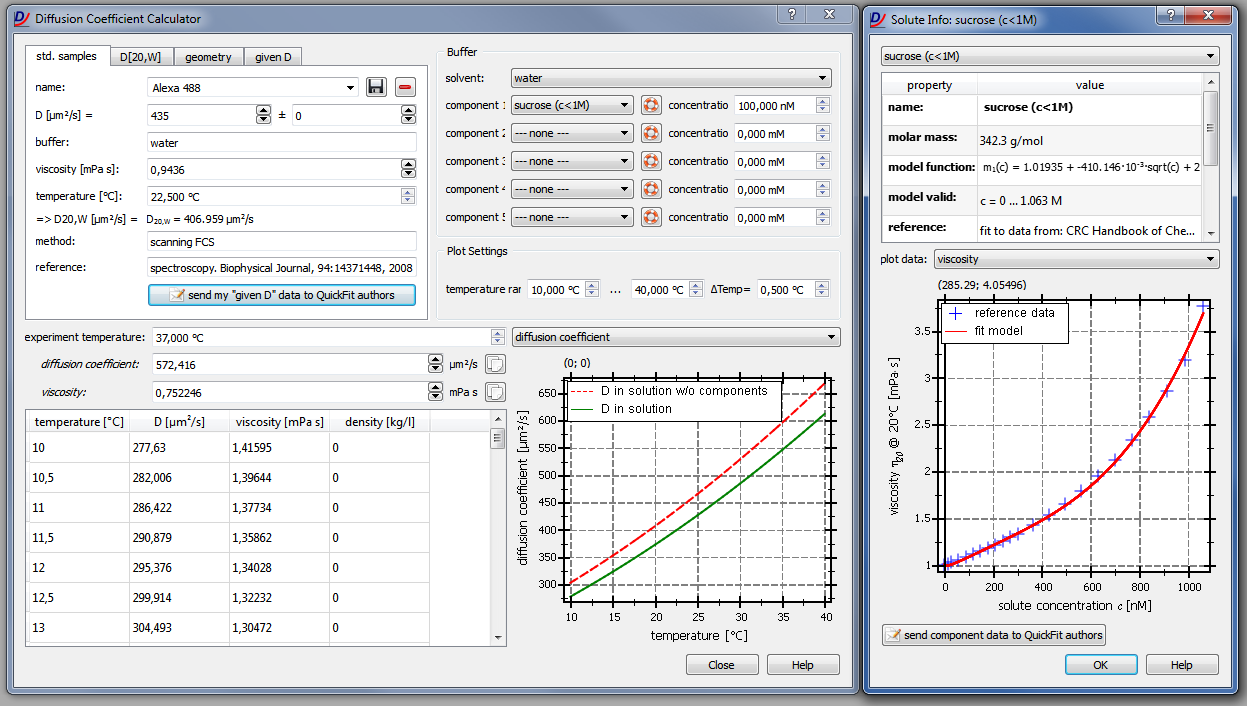 Diffusion Coefficient Calculator
std. samples D[20,W] geometry given D
name: Alexa 488
D [µm²/s] = 435 ± 0
buffer: water
viscosity [mPa s]: 0,9436
temperature [°C]: 22,500 °C
=> D20,W [µm²/s] = D20,W = 406.959 µm²/s
method: scanning FCS
reference: spectroscopy. Biophysical Journal, 94:14371448, 2008
send my "given D" data to QuickFit authors
Buffer
solvent: water
component 1 sucrose (c<1M) concentratio 100,000 nM
component 2 --- none --- concentratio 0,000 mM
component 3 --- none --- concentratio 0,000 mM
component 4 --- none --- concentratio 0,000 mM
component 5 --- none --- concentratio 0,000 mM
Plot Settings
temperature rar 10,000 °C ... 40,000 °C ΔTemp= 0,500 °C
experiment temperature: 37,000 °C
diffusion coefficient: 572,416 µm²/s
viscosity: 0,752246 mPa s
temperature [°C] D [µm²/s] viscosity [mPa s] density [kg/l]
10 277,63 1,41595 0
10,5 282,006 1,39644 0
11 286,422 1,37734 0
11,5 290,879 1,35862 0
12 295,376 1,34028 0
12,5 299,914 1,32232 0
13 304,493 1,30472 0
diffusion coefficient
(0; 0)
D in solution w/o components
D in solution
diffusion coefficient [µm²/s]
650
600
550
500
450
400
350
300
10 15 20 25 30 35 40
temperature [°C]
Close Help
Solute Info: sucrose (c<1M)
sucrose (c<1M)
property value
name: sucrose (c<1M)
molar mass: 342.3 g/mol
model function: m₁(c) = 1.01935 + -410.146·10⁻³·sqrt(c) + 2
model valid: c = 0 ... 1.063 M
reference: fit to data from: CRC Handbook of Che...
plot data: viscosity
(285.29; 4.05496)
reference data
fit model
viscosity η20 @ 20°C [mPa s]
3.5
3
2.5
2
1.5
1
0 200 400 600 800 1000
solute concentration c [nM]
send component data to QuickFit authors
OK Help